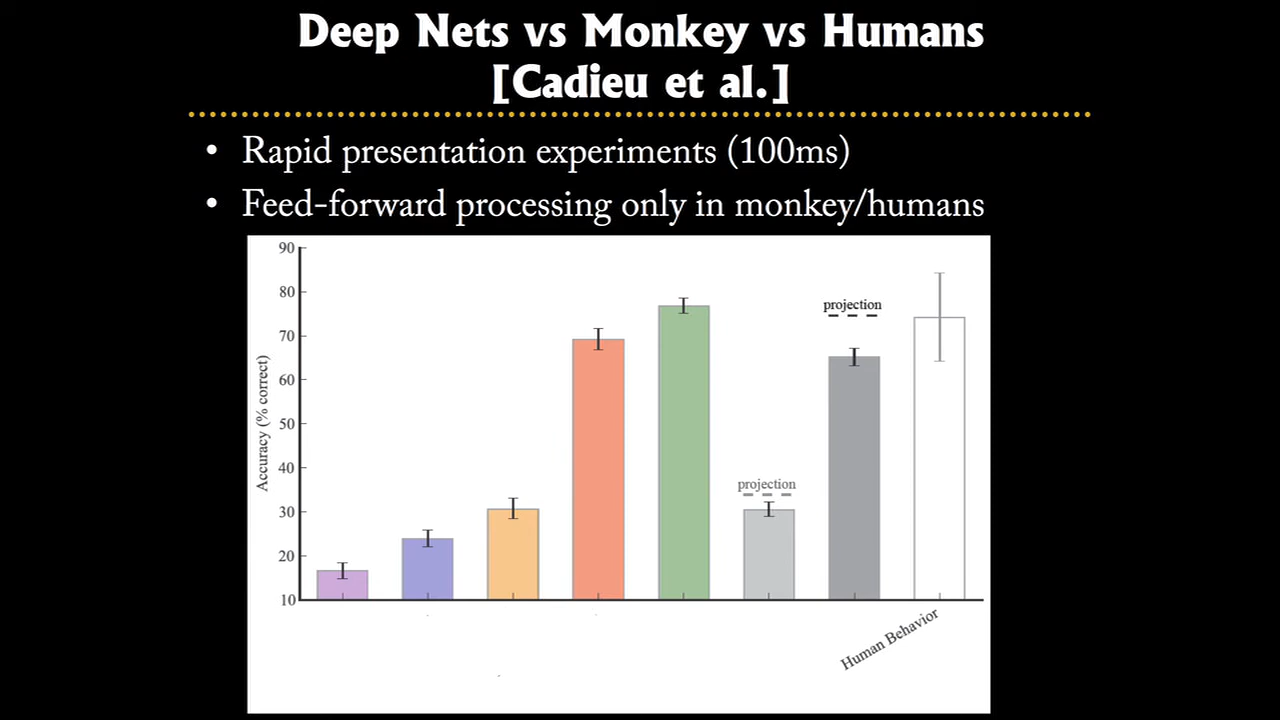 Deep Nets vs Monkey vs Humans
[Cadieu et al.]
• Rapid presentation experiments (100ms)
• Feed-forward processing only in monkey/humans
90
80
70
60
50
40
30
20
10
Accuracy (% correct)
projection
projection
Human Behavior